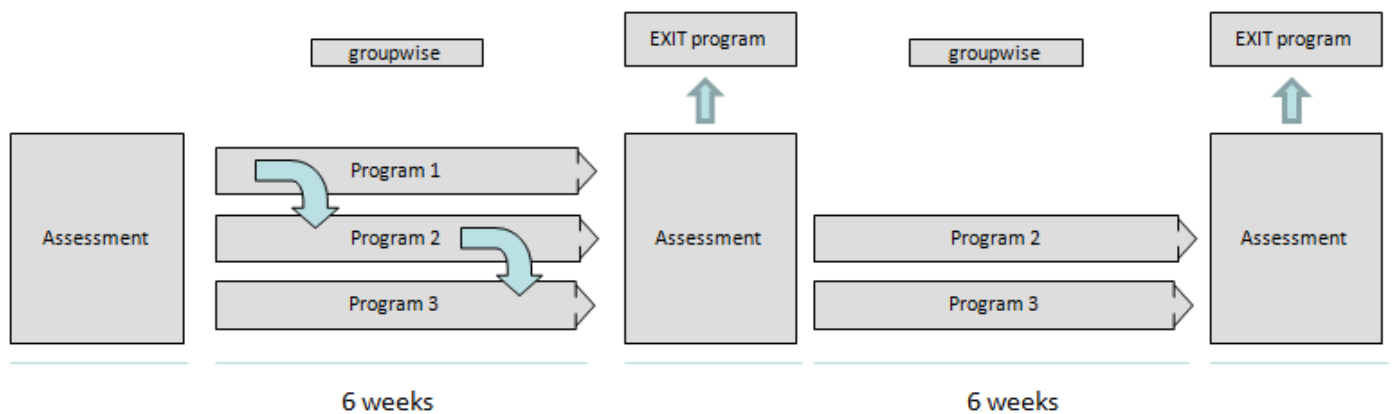 groupwise
EXIT program
groupwise
EXIT program
Assessment
Program 1
Program 2
Program 3
Assessment
Program 2
Program 3
Assessment
6 weeks
6 weeks